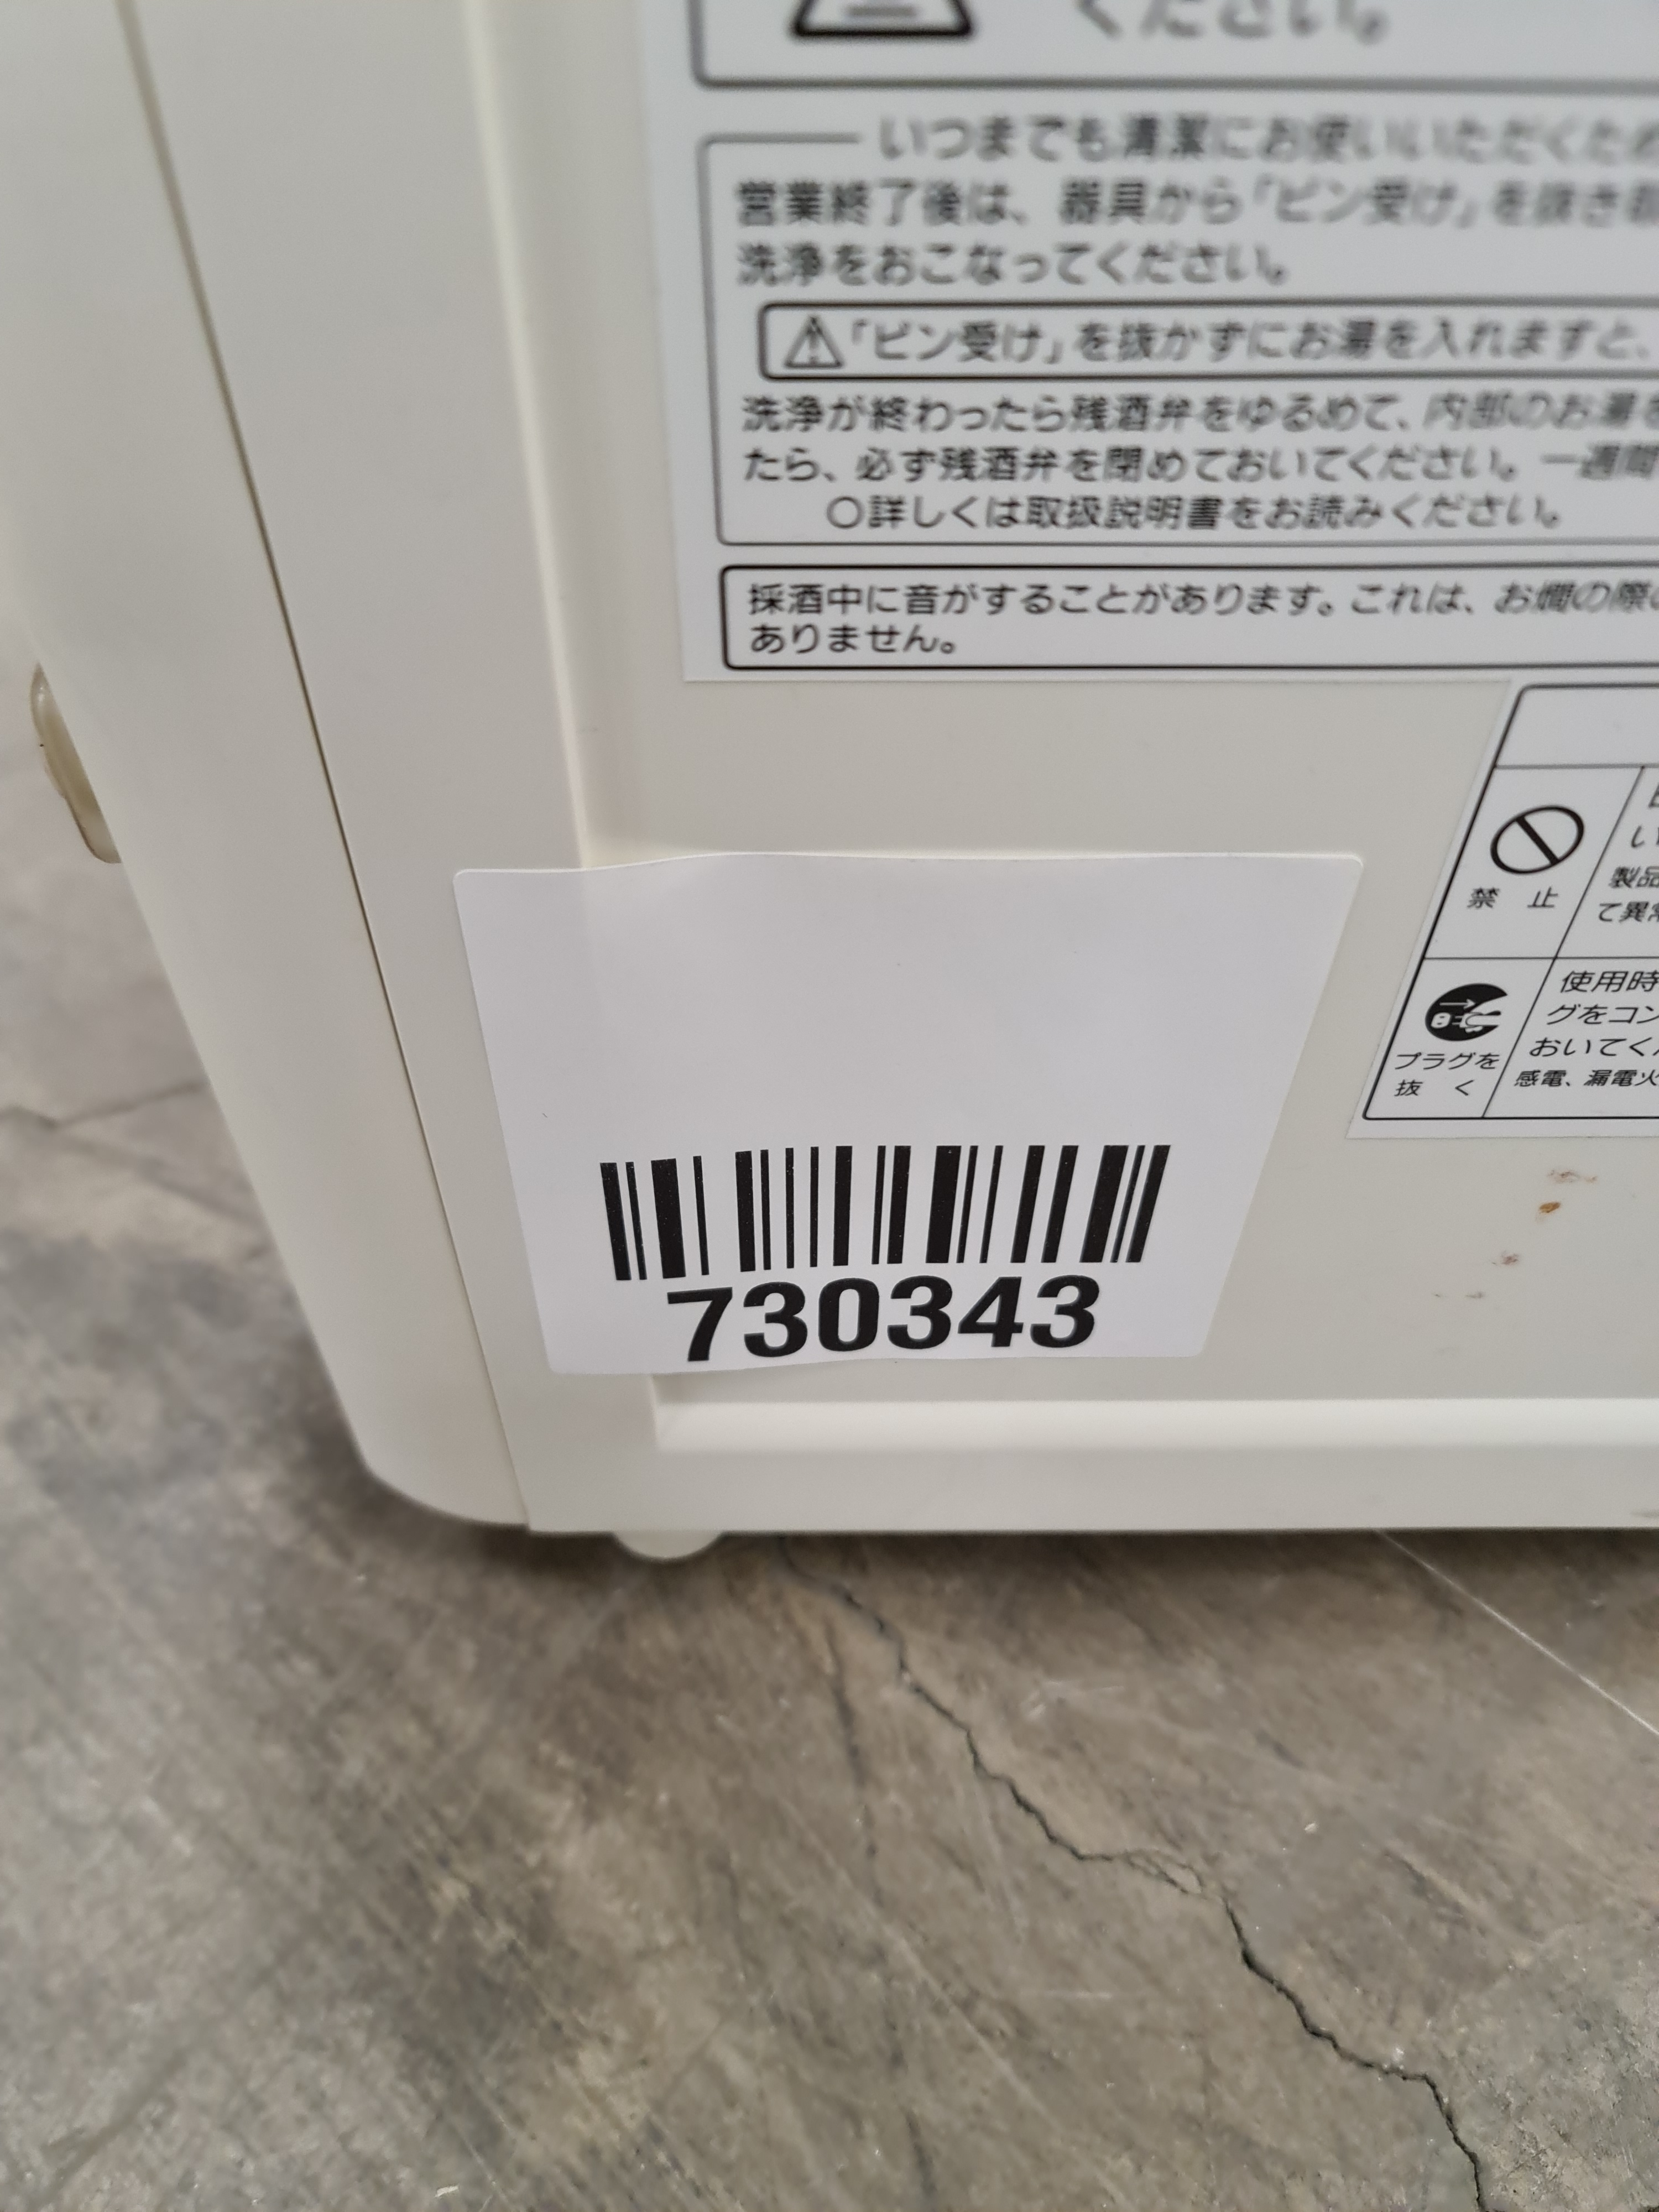 ください。
いつまでも清潔にお使いいただくため
営業終了後は、器具から「ビン受け」を抜き取
洗浄をおこなってください。
「ビン受け」を抜かずにお湯を入れますと、
洗浄が終わったら残酒弁をゆるめて、内部のお湯を
たら、必ず残酒弁を閉めておいてください。一週間
○詳しくは取扱説明書をお読みください。
採酒中に音がすることがあります。これは、お燗の際の
ありません。
禁 止
い
製品
て異常
プラグを
抜 く
使用時
グをコン
おいてくだ
感電、漏電火
730343